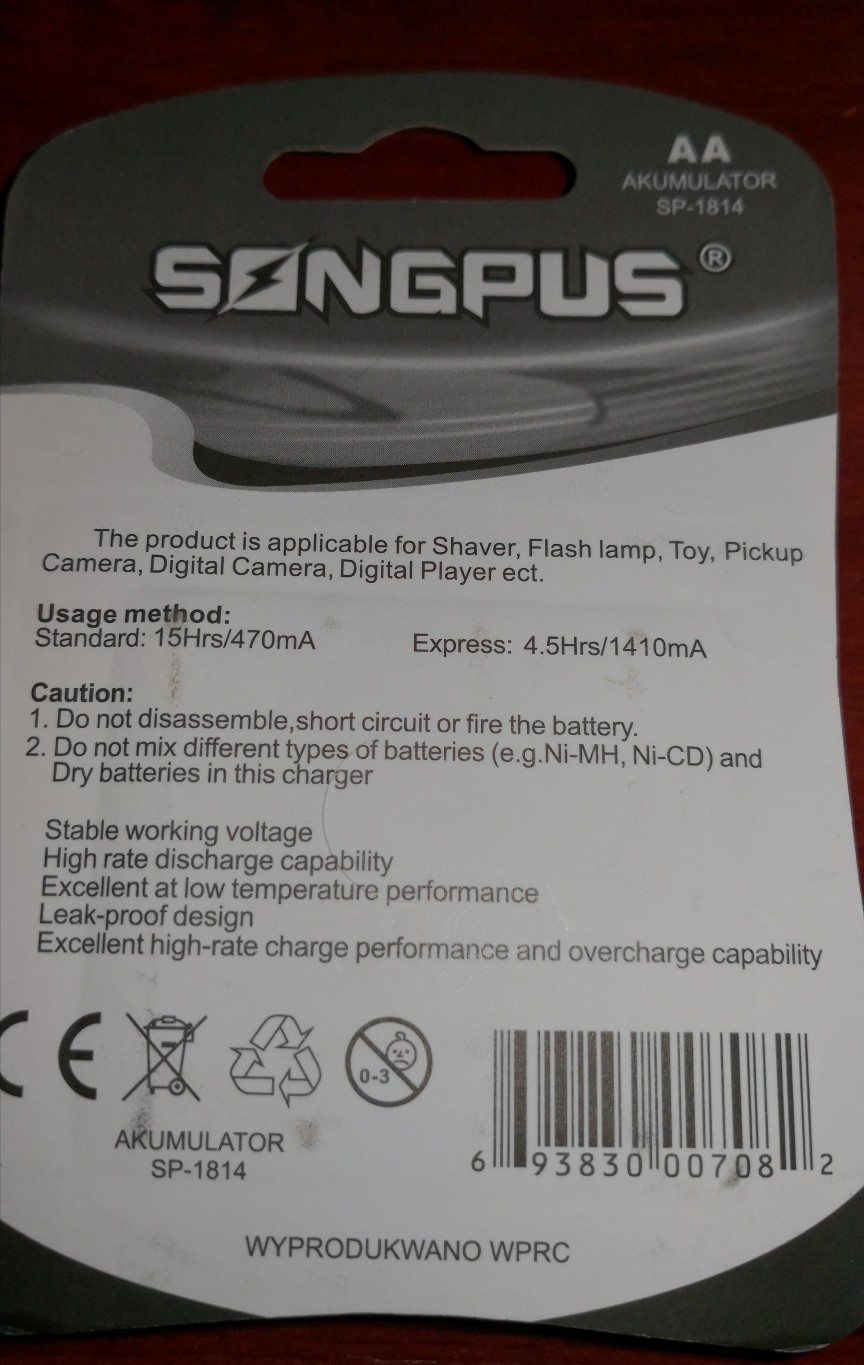 AA
AKUMULATOR
SP-1814
SONGPUS ®
The product is applicable for Shaver, Flash lamp, Toy, Pickup
Camera, Digital Camera, Digital Player ect.
Usage method:
Standard: 15Hrs/470mA Express: 4.5Hrs/1410mA
Caution:
1. Do not disassemble,short circuit or fire the battery.
2. Do not mix different types of batteries (e.g.Ni-MH, Ni-CD) and
Dry batteries in this charger
Stable working voltage
High rate discharge capability
Excellent at low temperature performance
Leak-proof design
Excellent high-rate charge performance and overcharge capability
CE
0-3
AKUMULATOR
SP-1814
6 93830 00708 2
WYPRODUKWANO WPRC